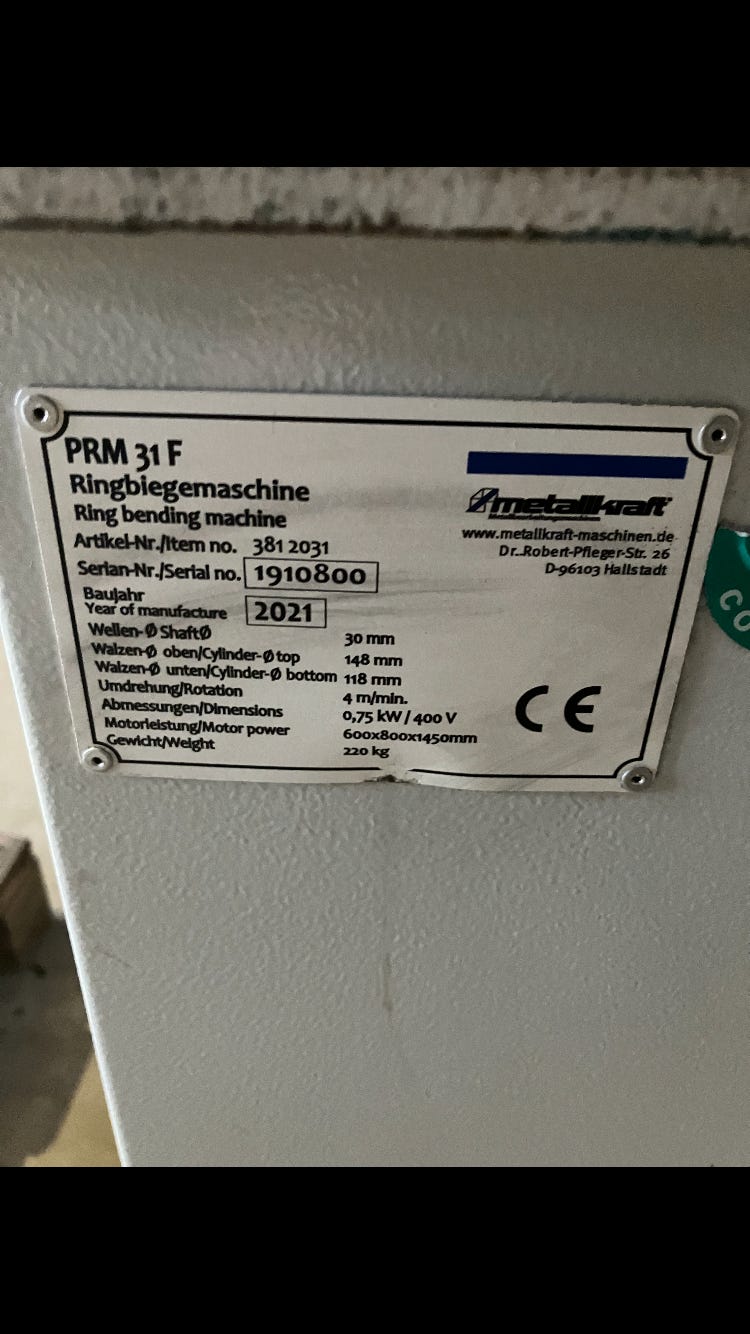 PRM 31 F
Ringbiegemaschine
Ring bending machine
Artikel-Nr./Item no. 381 2031
Serian-Nr./Serial no. 1910800
Baujahr
Year of manufacture 2021
Wellen-Ø ShaftØ 30 mm
Walzen-Ø oben/Cylinder-Ø top 148 mm
Walzen-Ø unten/Cylinder-Ø bottom 118 mm
Umdrehung/Rotation 4 m/min.
Abmessungen/Dimensions 0,75 kW / 400 V
Motorleistung/Motor power 600x800x1450mm
Gewicht/Weight 220 kg
metallkraft
www.metallkraft-maschinen.de
Dr.-Robert-Pfleger-Str. 26
D-96103 Hallstadt
CE
CO